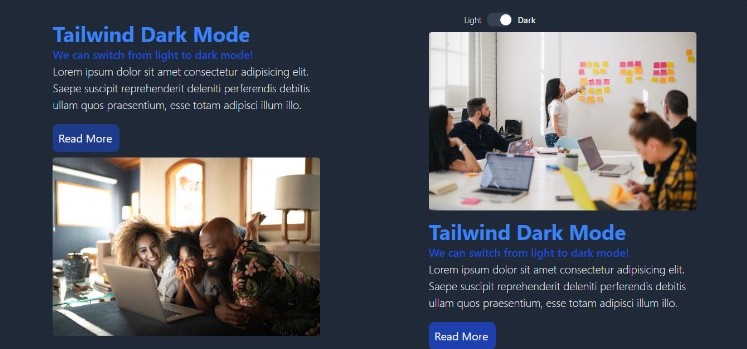 Tailwind Dark Mode
We can switch from light to dark mode!
Lorem ipsum dolor sit amet consectetur adipisicing elit.
Saepe suscipit reprehenderit deleniti perferendis debitis
ullam quos praesentium, esse totam adipisci illum illo.
Read More
Light Dark
Tailwind Dark Mode
We can switch from light to dark mode!
Lorem ipsum dolor sit amet consectetur adipisicing elit.
Saepe suscipit reprehenderit deleniti perferendis debitis
ullam quos praesentium, esse totam adipisci illum illo.
Read More